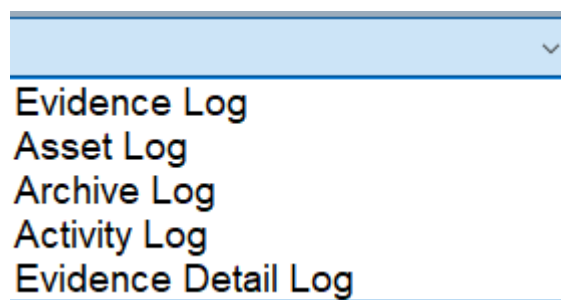 Evidence Log
Asset Log
Archive Log
Activity Log
Evidence Detail Log